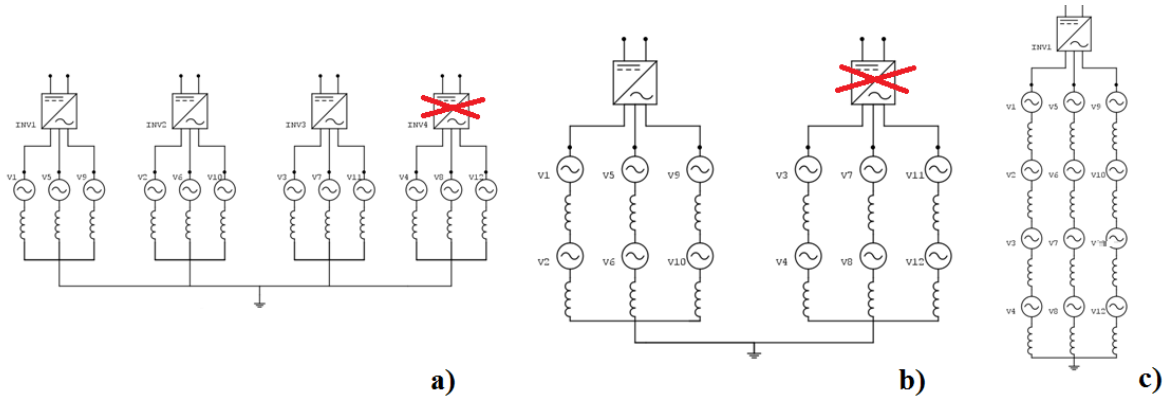 INV1
INV2
INV3
INV4
V1 V5 V9
V2 V6 V10
V3 V7 V11
V4 V8 V12
a)
V1 V5 V9
V2 V6 V10
V3 V7 V11
V4 V8 V12
b)
INV1
V1 V5 V9
V2 V6 V10
V3 V7
V4 V8 V12
c)